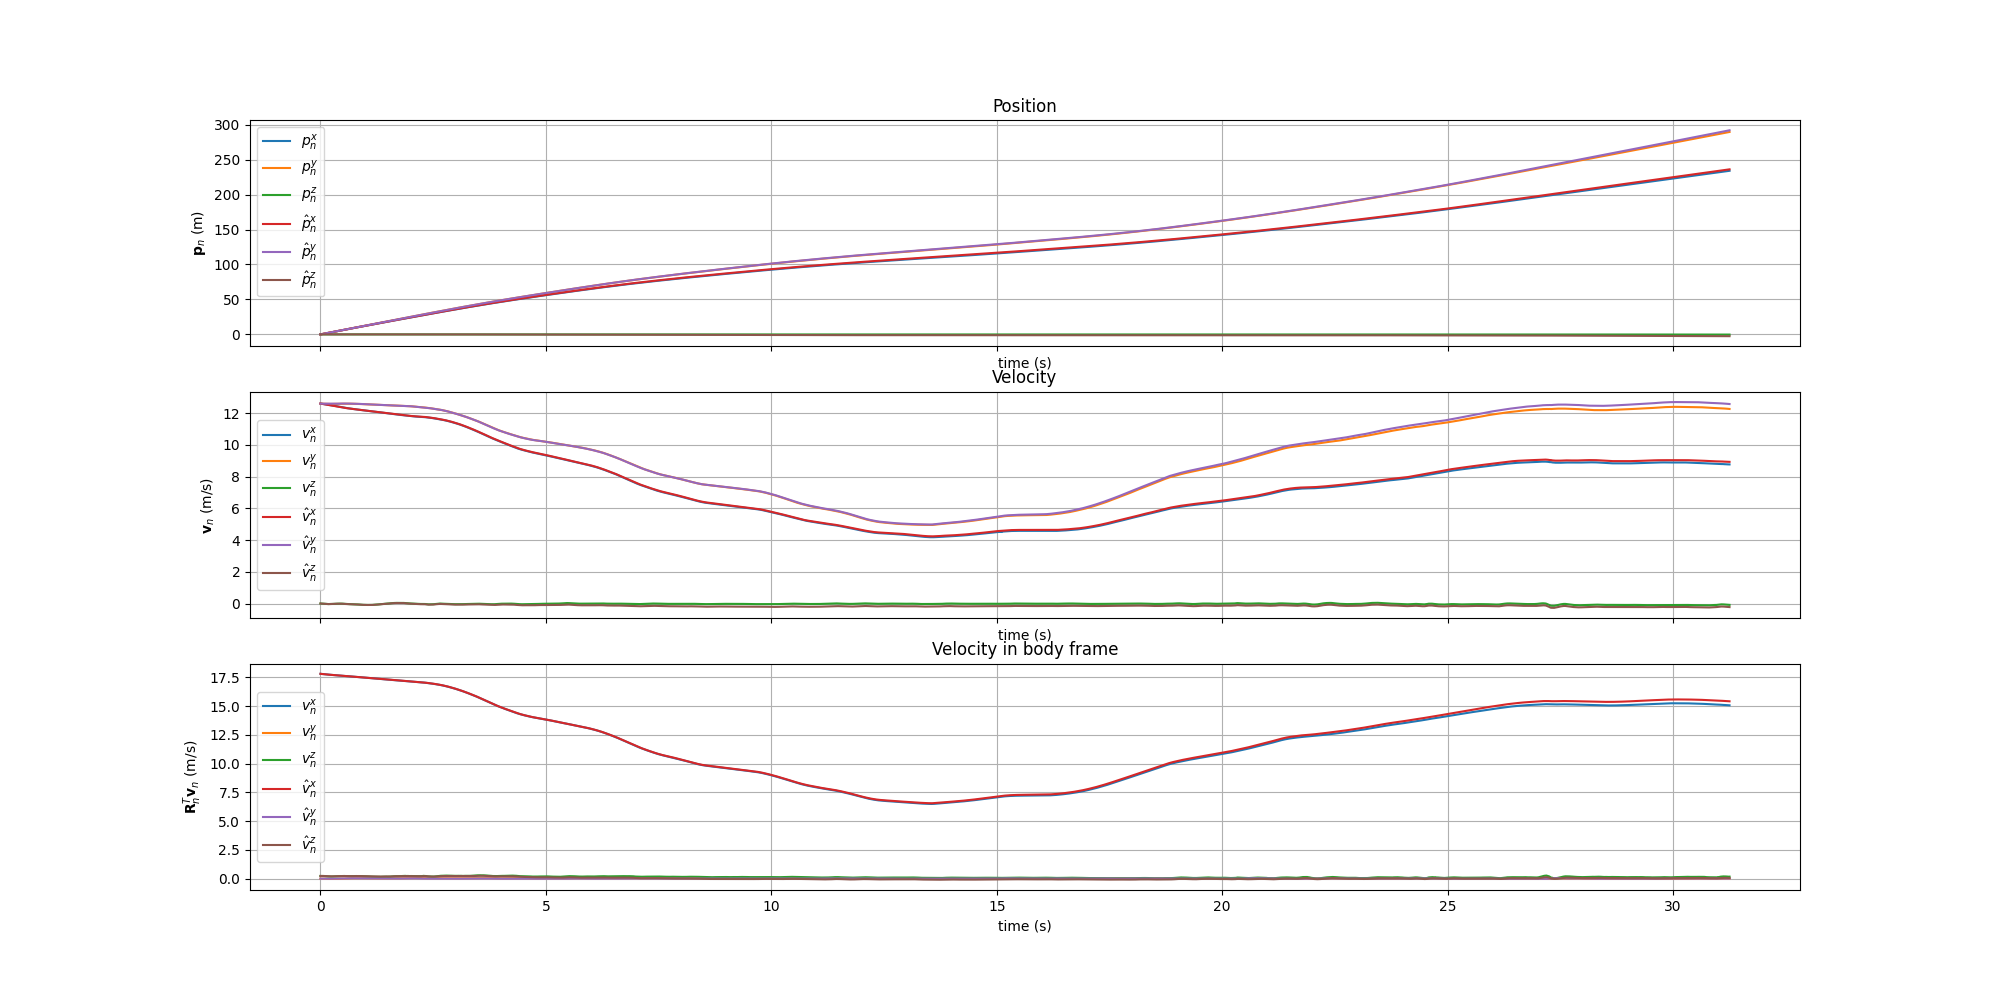 Position
300
250
200
150
100
50
0
p_n (m)
p_n^x
p_n^y
p_n^z
p̂_n^x
p̂_n^y
p̂_n^z
time (s)
Velocity
12
10
8
6
4
2
0
v_n (m/s)
v_n^x
v_n^y
v_n^z
v̂_n^x
v̂_n^y
v̂_n^z
time (s)
Velocity in body frame
17.5
15.0
12.5
10.0
7.5
5.0
2.5
0.0
R_n^T v_n (m/s)
v_n^x
v_n^y
v_n^z
v̂_n^x
v̂_n^y
v̂_n^z
0 5 10 15 20 25 30
time (s)